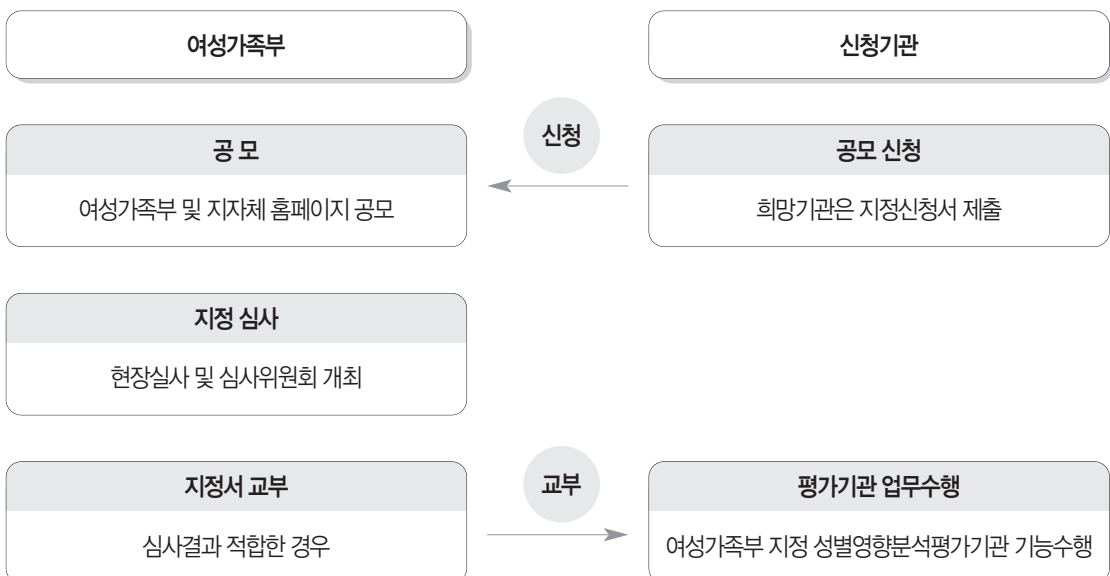 여성가족부
신청기관
공 모
여성가족부 및 지자체 홈페이지 공모
신청
공모 신청
희망기관은 지정신청서 제출
지정 심사
현장실사 및 심사위원회 개최
지정서 교부
심사결과 적합한 경우
교부
평가기관 업무수행
여성가족부 지정 성별영향분석평가기관 기능수행